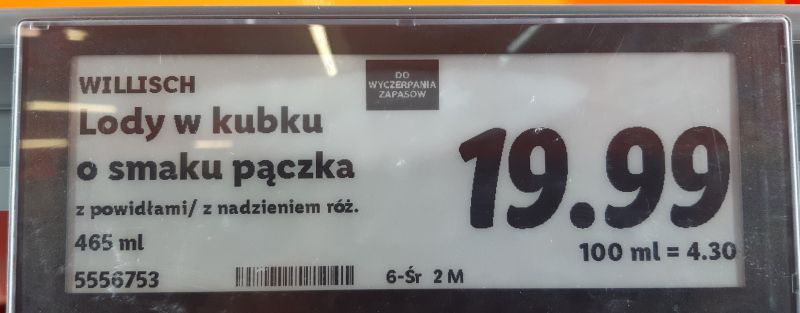 WILLISCH
DO
WYCZERPANIA
ZAPASÓW
Lody w kubku
o smaku pączka
z powidłami/ z nadzieniem róż.
465 ml
19.99
100 ml = 4.30
5556753
6-Śr 2 M